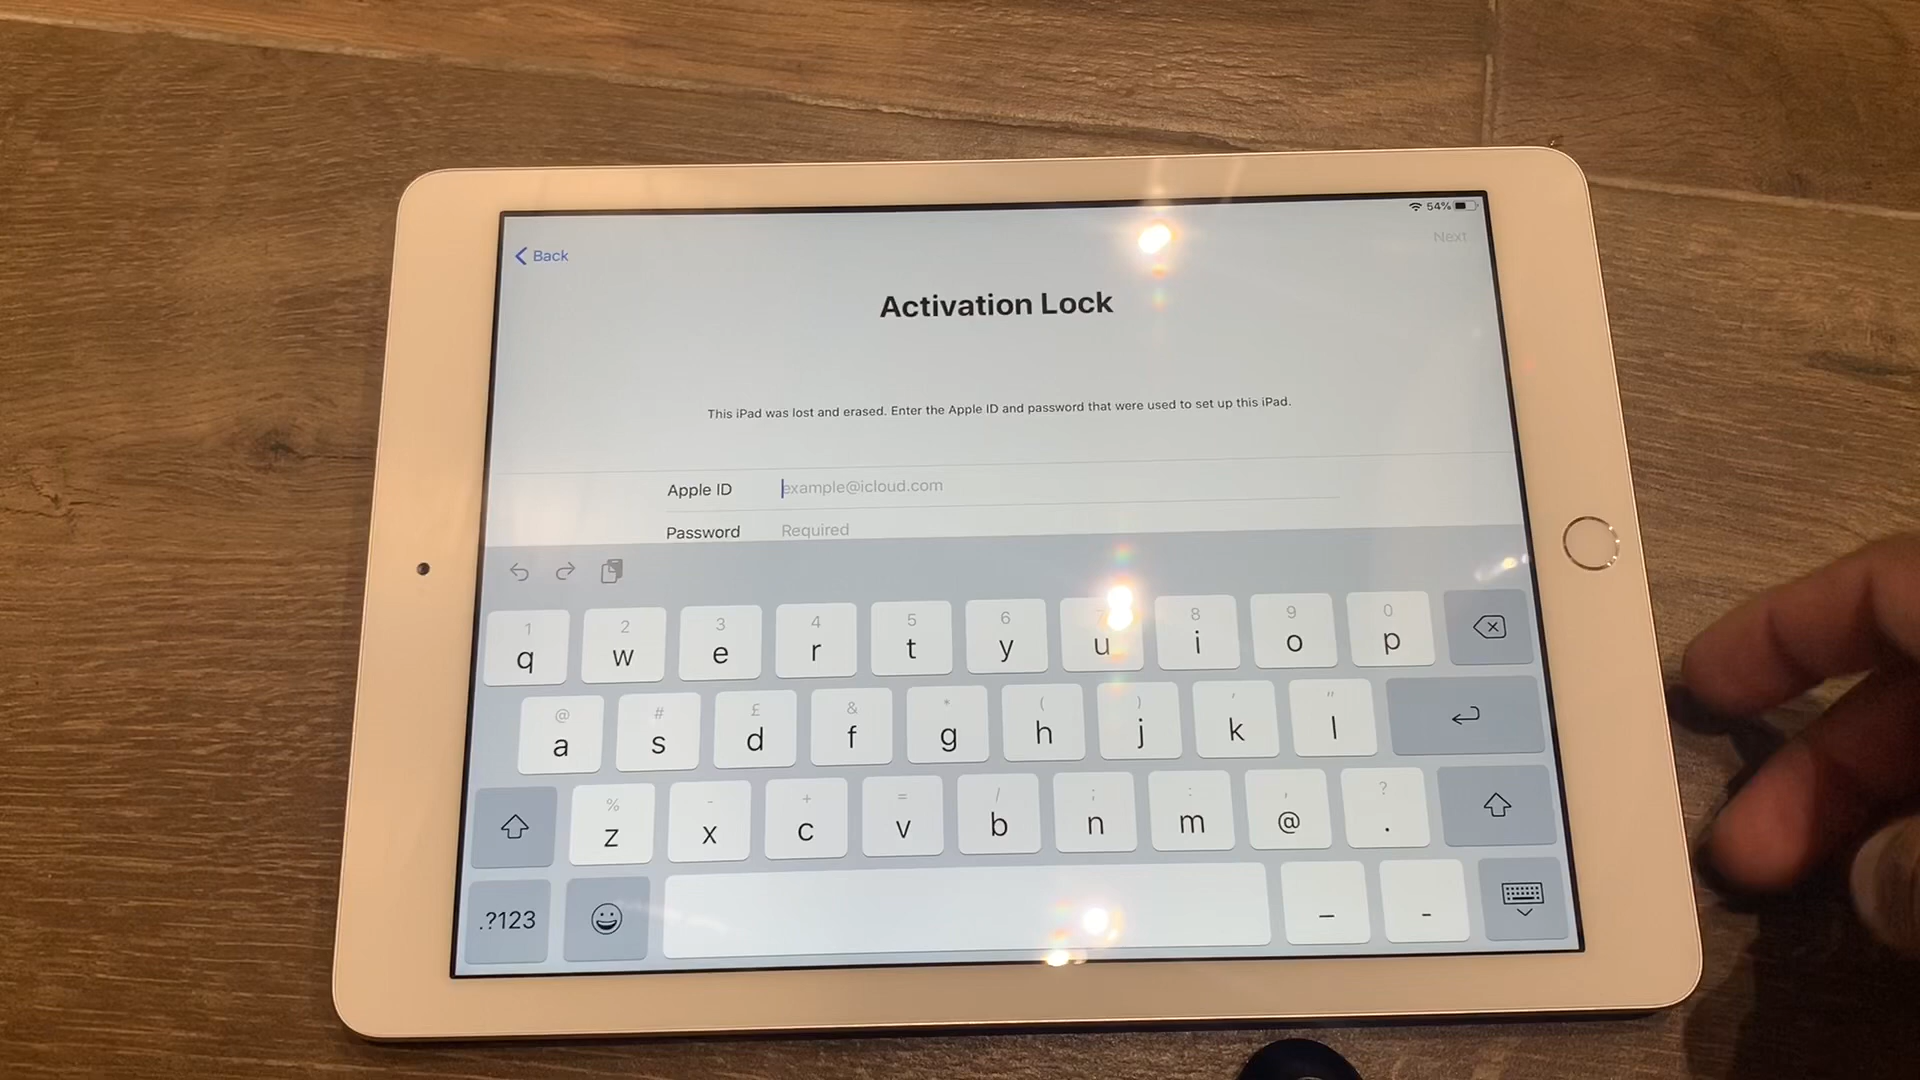 54%
Back
Next
Activation Lock
This iPad was lost and erased. Enter the Apple ID and password that were used to set up this iPad.
Apple ID example@icloud.com
Password Required
1 2 3 4 5 6 7 8 9 0
q w e r t y u i o p
@ # £ & * ( ) ' "
a s d f g h j k l
% - + = / ; : , ?
z x c v b n m @ .
.?123 _ -